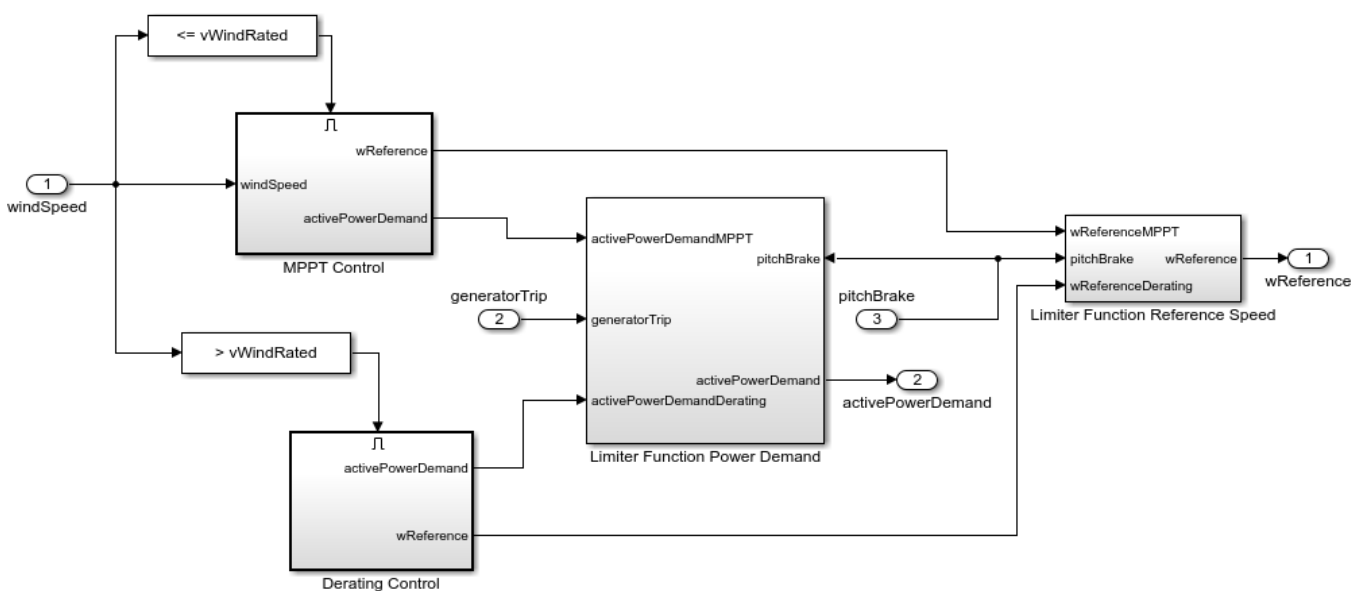 <= vWindRated
1
windSpeed
windSpeed
wReference
activePowerDemand
MPPT Control
> vWindRated
activePowerDemand
wReference
Derating Control
generatorTrip
2
activePowerDemandMPPT
pitchBrake
generatorTrip
activePowerDemand
activePowerDemandDerating
Limiter Function Power Demand
pitchBrake
3
2
activePowerDemand
wReferenceMPPT
pitchBrake
wReference
wReferenceDerating
Limiter Function Reference Speed
1
wReference